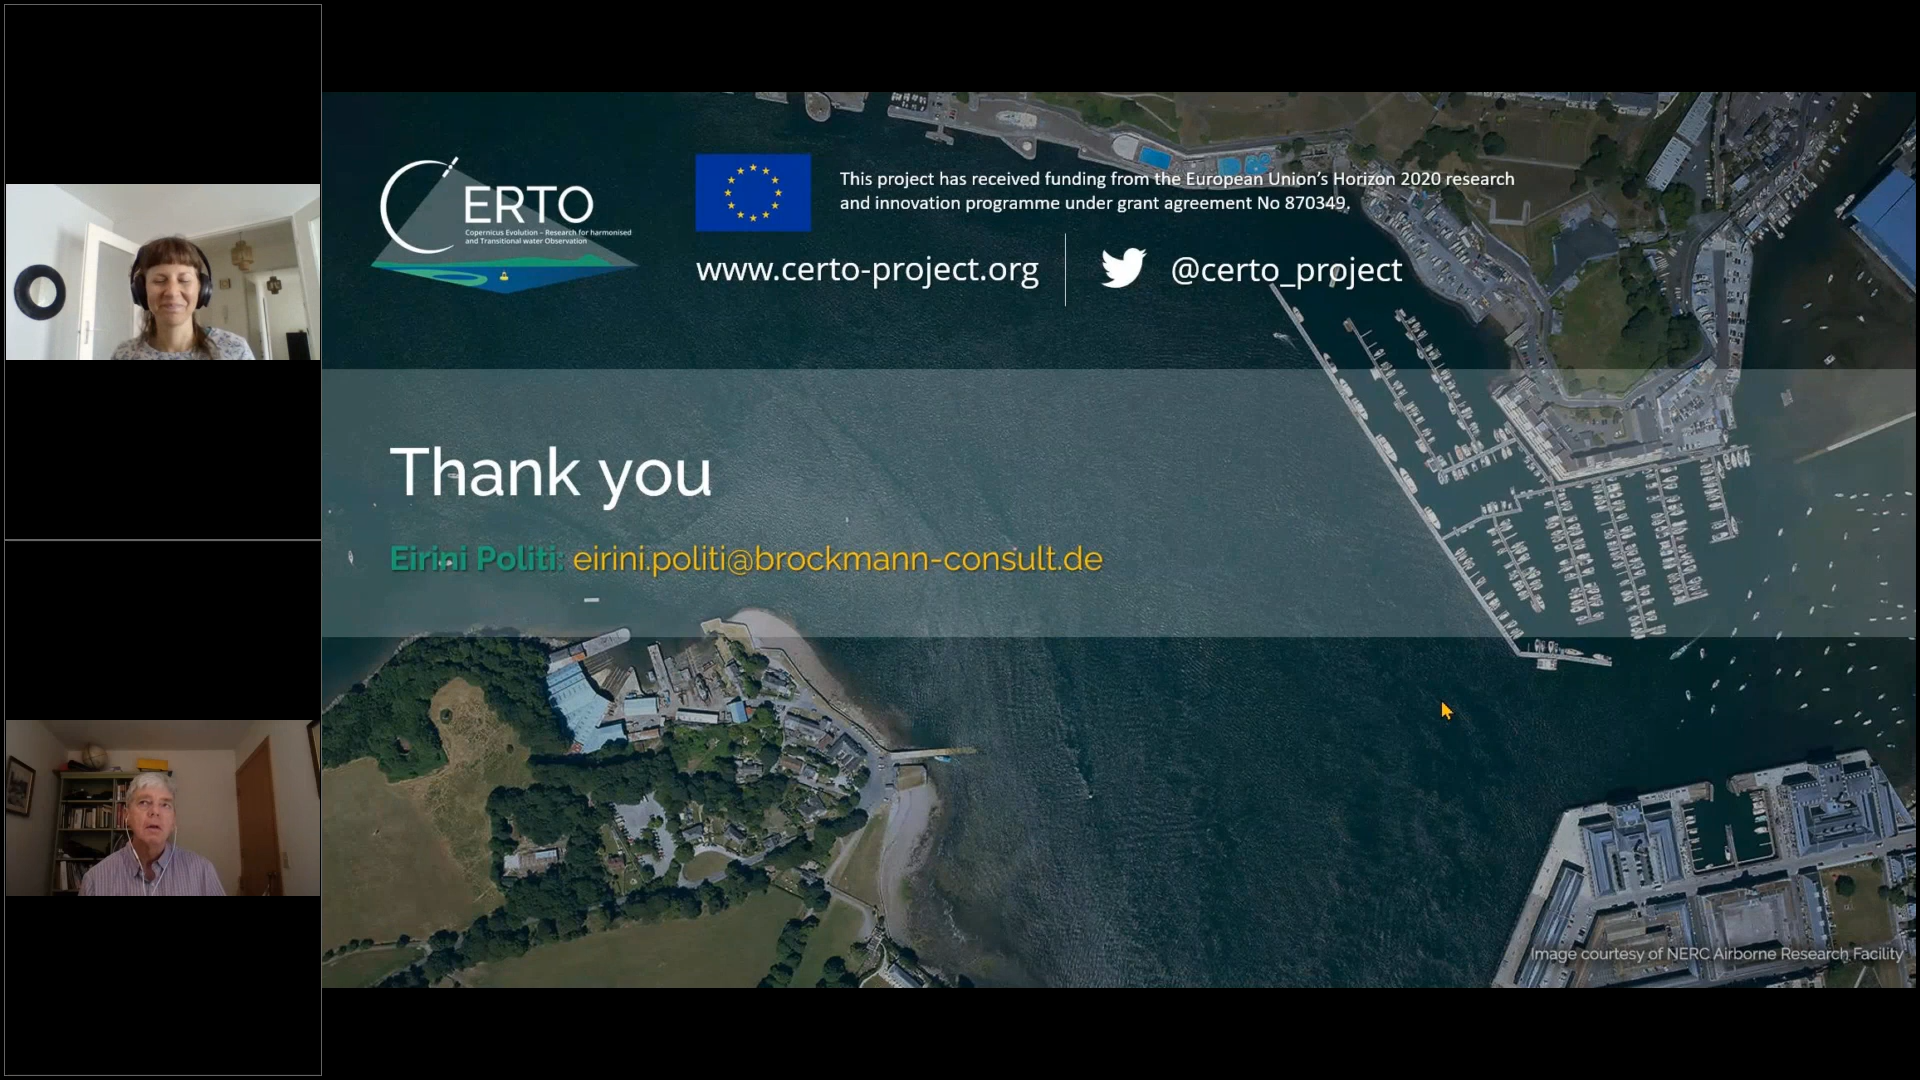 CERTO
Copernicus Evolution – Research for harmonised
and Transitional water Observation
This project has received funding from the European Union's Horizon 2020 research
and innovation programme under grant agreement No 870349.
www.certo-project.org
@certo_project
Thank you
Eirini Politi: eirini.politi@brockmann-consult.de
Image courtesy of NERC Airborne Research Facility